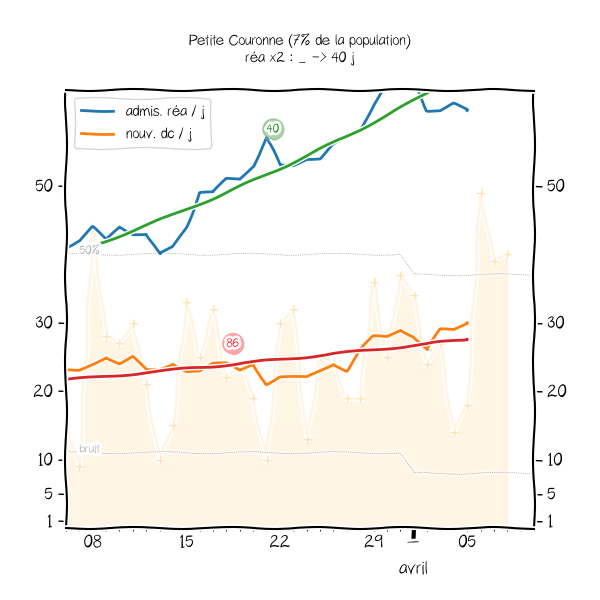 Petite Couronne (7% de la population)
réa x2 : _ -> 40 j
admis. réa / j
nouv. dc / j
40
50 50
50%
86
30 30
20 20
bruit
10 10
5 5
1 1
08 15 22 29 1 05
avril